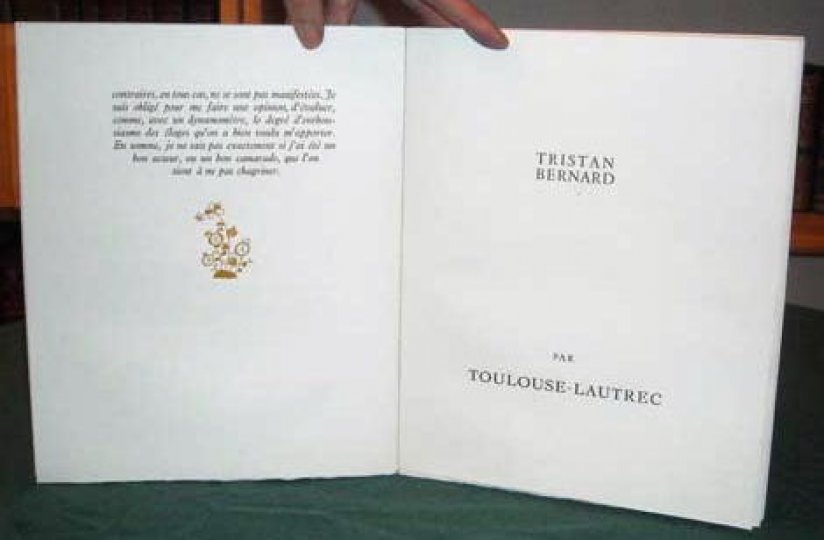 contraires, en tous cas, ne se sont pas manifestées. Je
suis obligé pour me faire une opinion, d'évaluer,
comme, avec un dynamomètre, le degré d'enthou-
siasme des éloges qu'on a bien voulu m'apporter.
En somme, je ne sais pas exactement si j'ai été un
bon acteur, ou un bon camarade, que l'on
tient à ne pas chagriner.
TRISTAN
BERNARD
PAR
TOULOUSE-LAUTREC